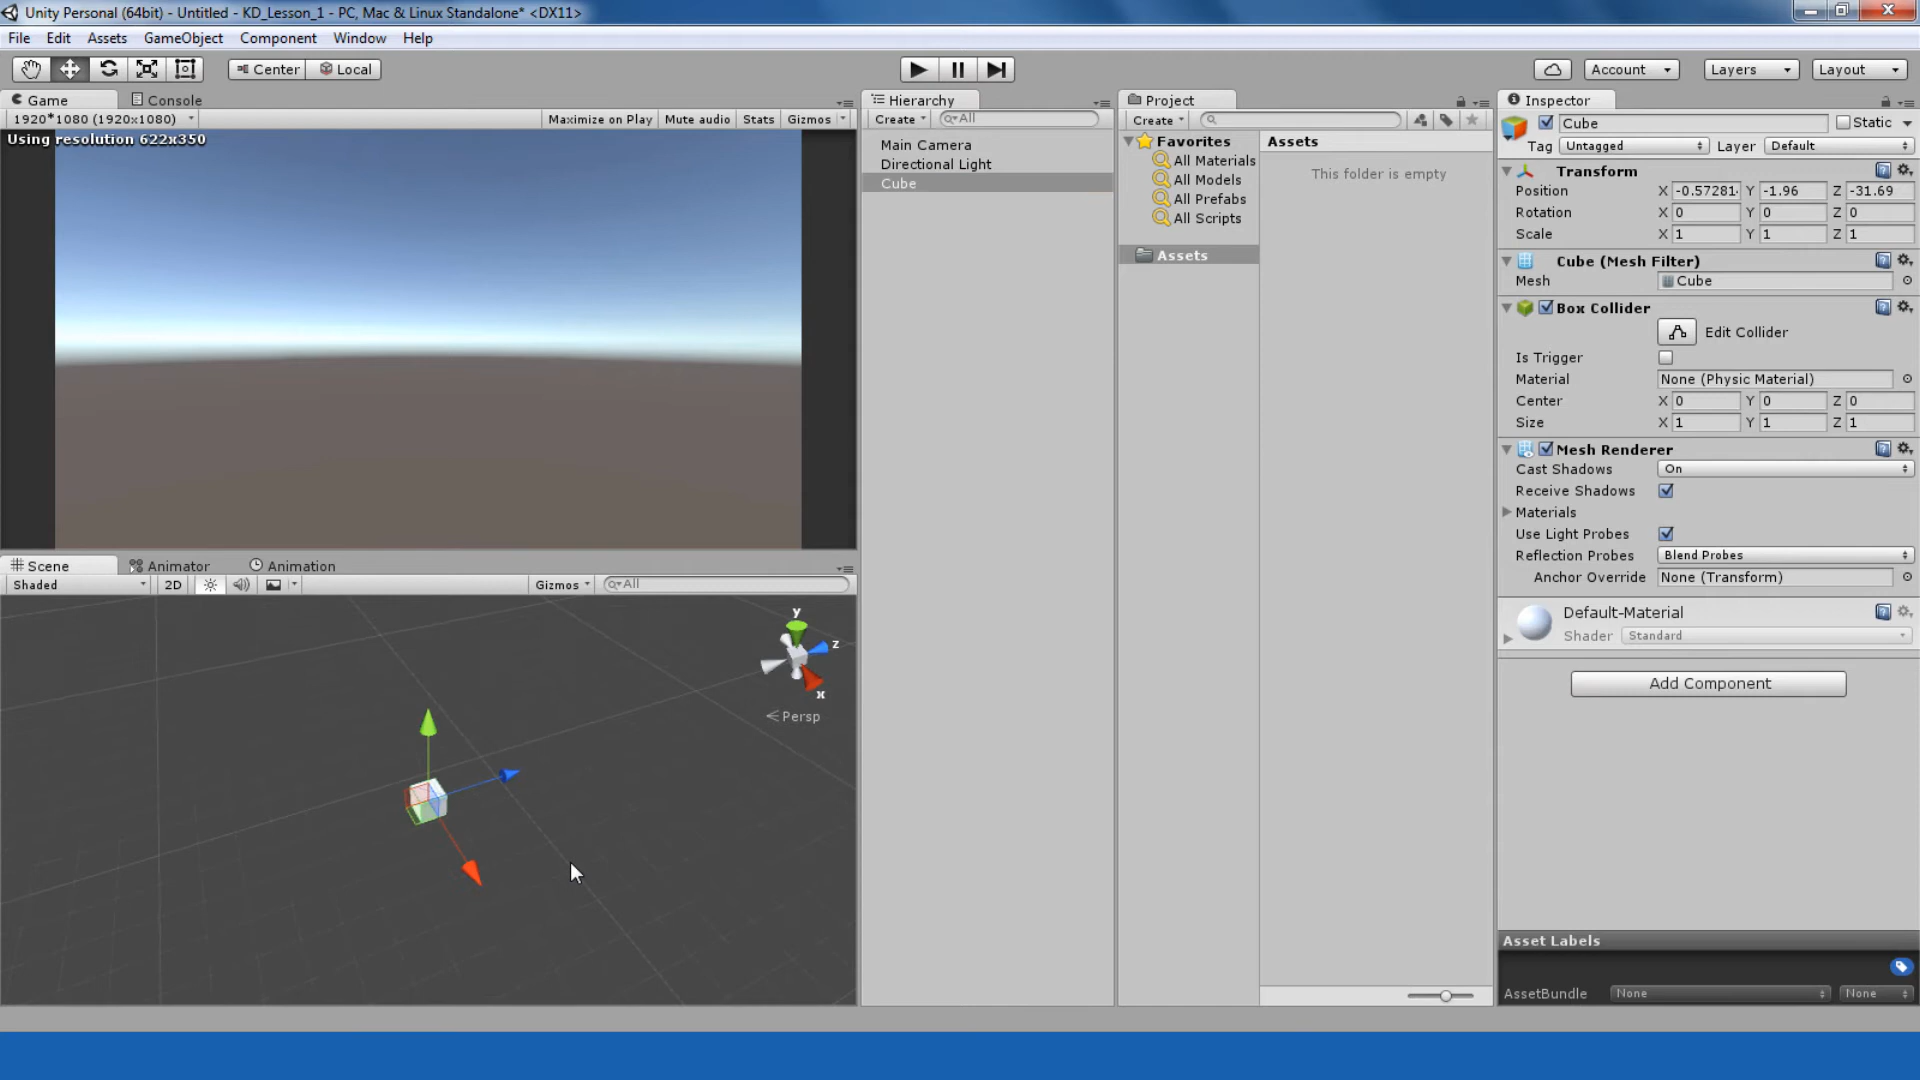 Unity Personal (64bit) - Untitled - KD_Lesson_1 - PC, Mac & Linux Standalone* <DX11>
File Edit Assets GameObject Component Window Help
Center Local Account Layers Layout
Game Console
1920*1080 (1920x1080) Maximize on Play Mute audio Stats Gizmos
Using resolution 622x350
Scene Animator Animation
Shaded 2D Gizmos All
y
z
x
Persp
Hierarchy
Create All
Main Camera
Directional Light
Cube
Project
Create
Favorites
All Materials
All Models
All Prefabs
All Scripts
Assets
Assets
This folder is empty
Inspector
Cube Static
Tag Untagged Layer Default
Transform
Position X -0.57281 Y -1.96 Z -31.69
Rotation X 0 Y 0 Z 0
Scale X 1 Y 1 Z 1
Cube (Mesh Filter)
Mesh Cube
Box Collider
Edit Collider
Is Trigger
Material None (Physic Material)
Center X 0 Y 0 Z 0
Size X 1 Y 1 Z 1
Mesh Renderer
Cast Shadows On
Receive Shadows
Materials
Use Light Probes
Reflection Probes Blend Probes
Anchor Override None (Transform)
Default-Material
Shader Standard
Add Component
Asset Labels
AssetBundle None None